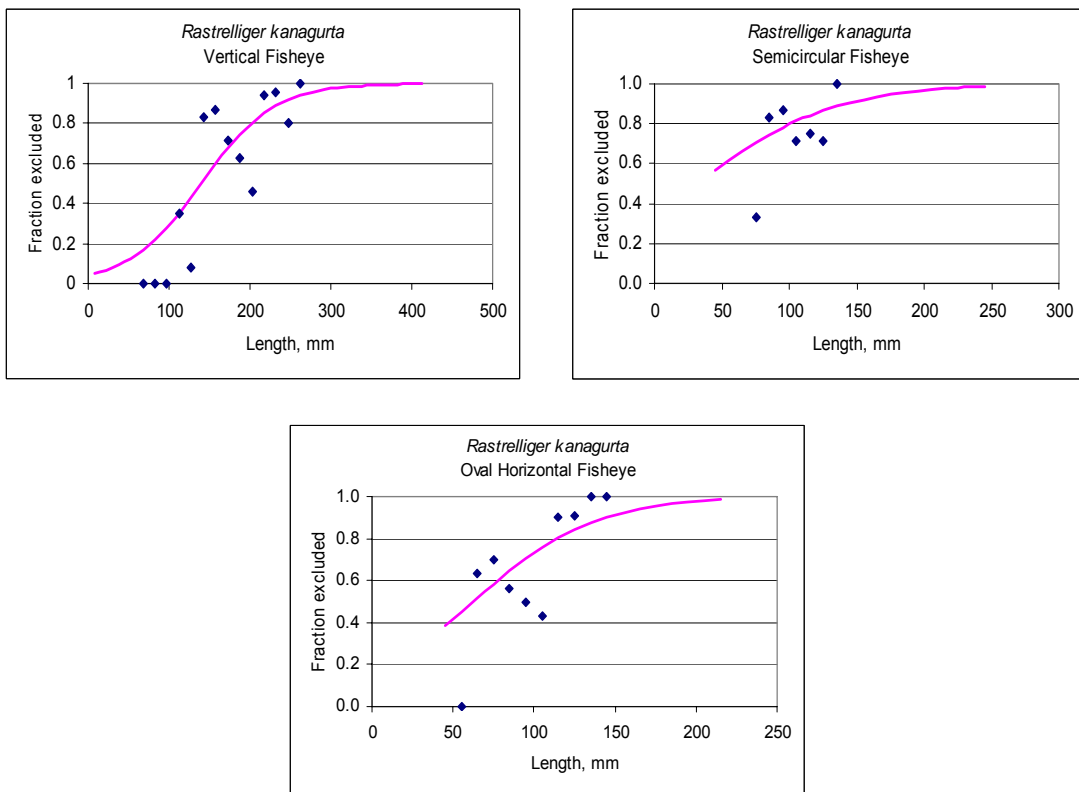 Rastrelliger kanagurta
Vertical Fisheye
1
0.8
0.6
0.4
0.2
0
0 100 200 300 400 500
Fraction excluded
Length, mm
Rastrelliger kanagurta
Semicircular Fisheye
1.0
0.8
0.6
0.4
0.2
0.0
0 50 100 150 200 250 300
Fraction excluded
Length, mm
Rastrelliger kanagurta
Oval Horizontal Fisheye
1.0
0.8
0.6
0.4
0.2
0.0
0 50 100 150 200 250
Fraction excluded
Length, mm